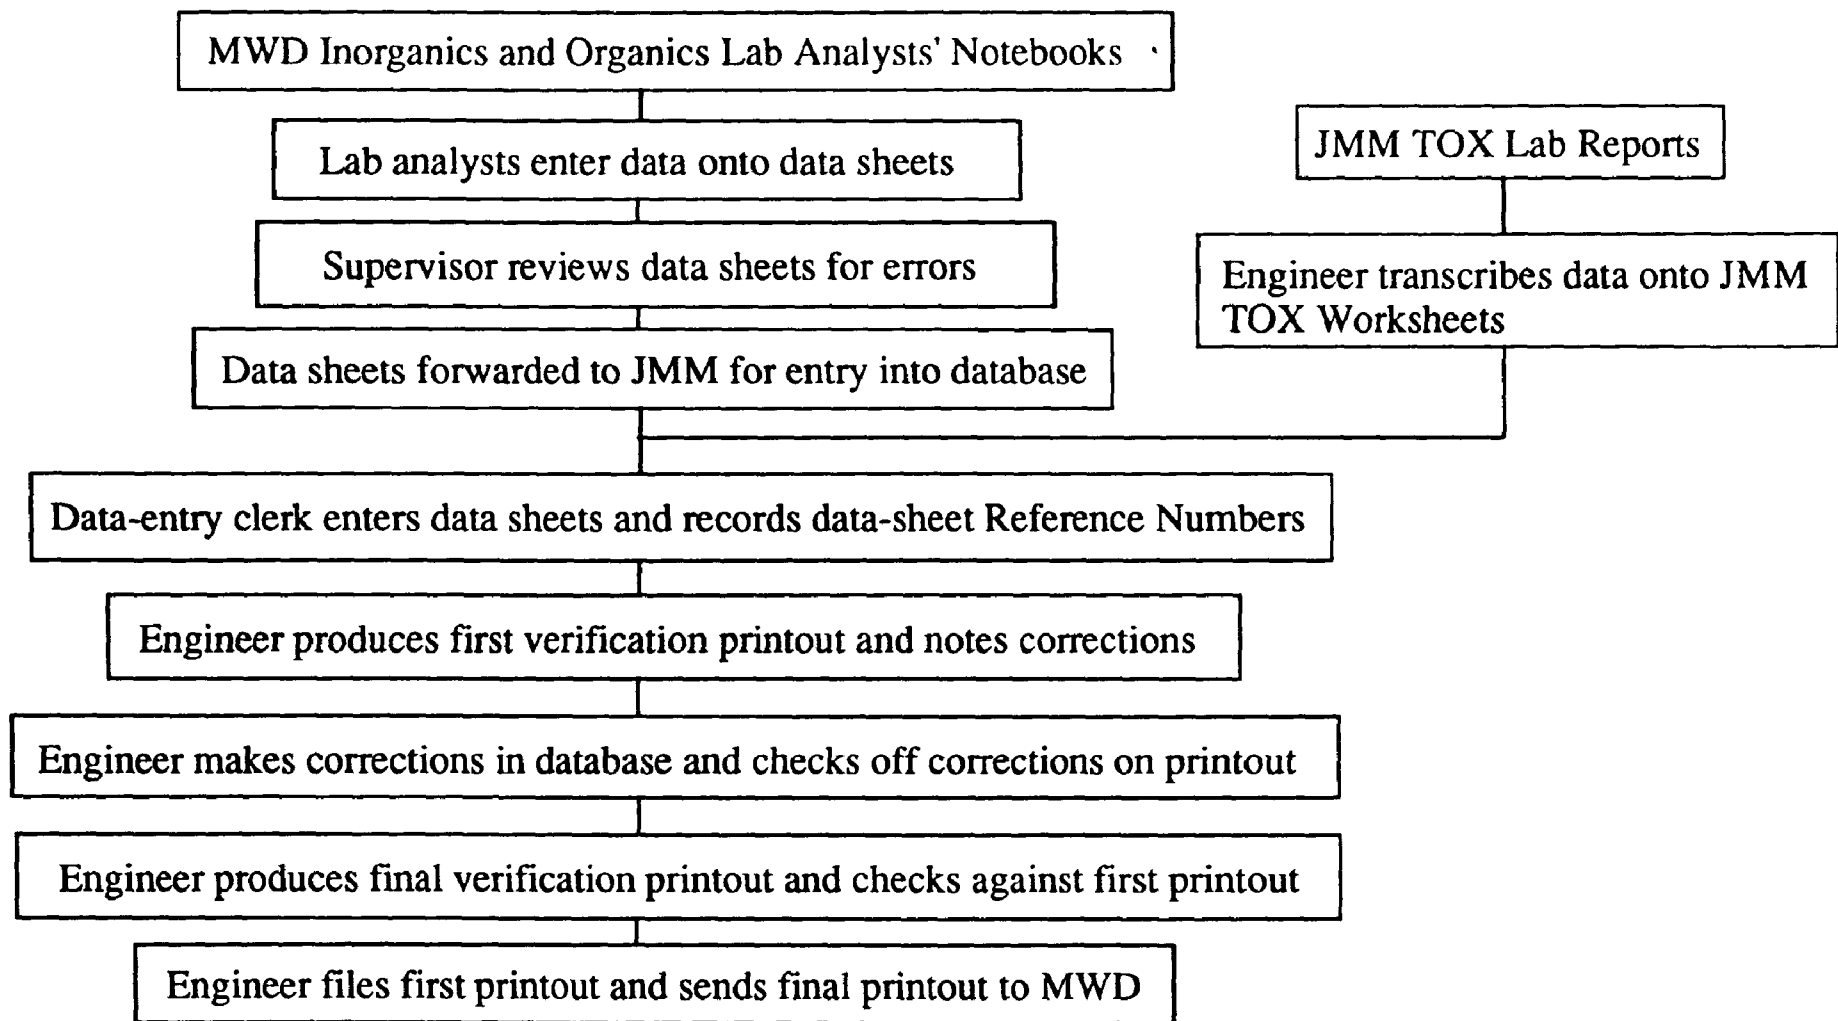 MWD Inorganics and Organics Lab Analysts' Notebooks
Lab analysts enter data onto data sheets
JMM TOX Lab Reports
Supervisor reviews data sheets for errors
Engineer transcribes data onto JMM
TOX Worksheets
Data sheets forwarded to JMM for entry into database
Data-entry clerk enters data sheets and records data-sheet Reference Numbers
Engineer produces first verification printout and notes corrections
Engineer makes corrections in database and checks off corrections on printout
Engineer produces final verification printout and checks against first printout
Engineer files first printout and sends final printout to MWD